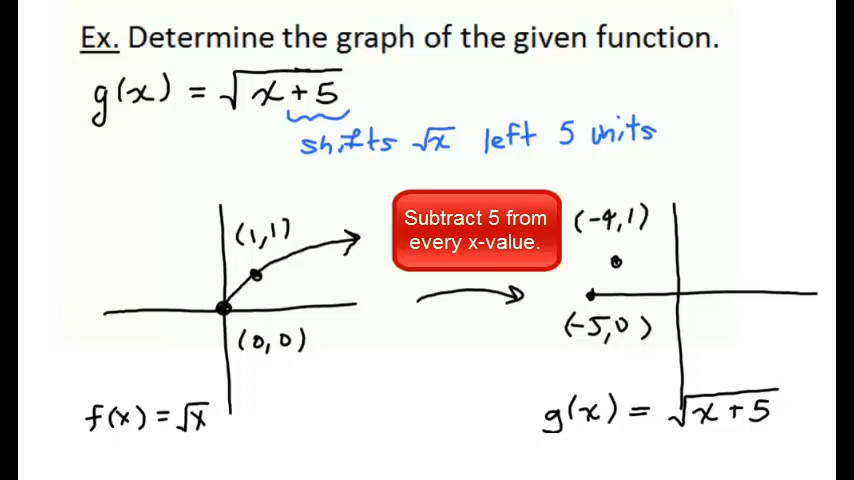 Ex. Determine the graph of the given function.
g(x) = √(x + 5)
shifts √x left 5 units
(1, 1)
Subtract 5 from
every x-value.
(-4, 1)
(0, 0)
(-5, 0)
f(x) = √x
g(x) = √(x + 5)